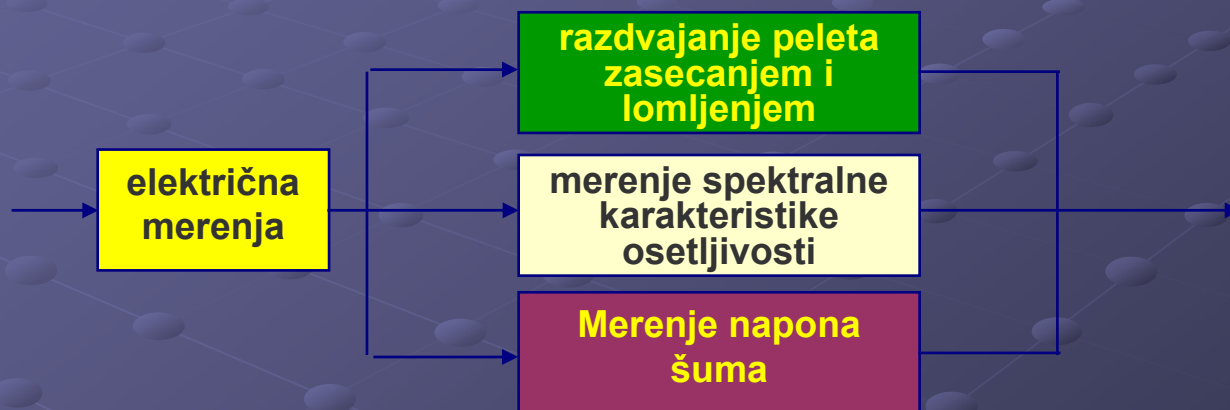 razdvajanje peleta
zasecanjem i
lomljenjem
električna
merenja
merenje spektralne
karakteristike
osetljivosti
Merenje napona
šuma